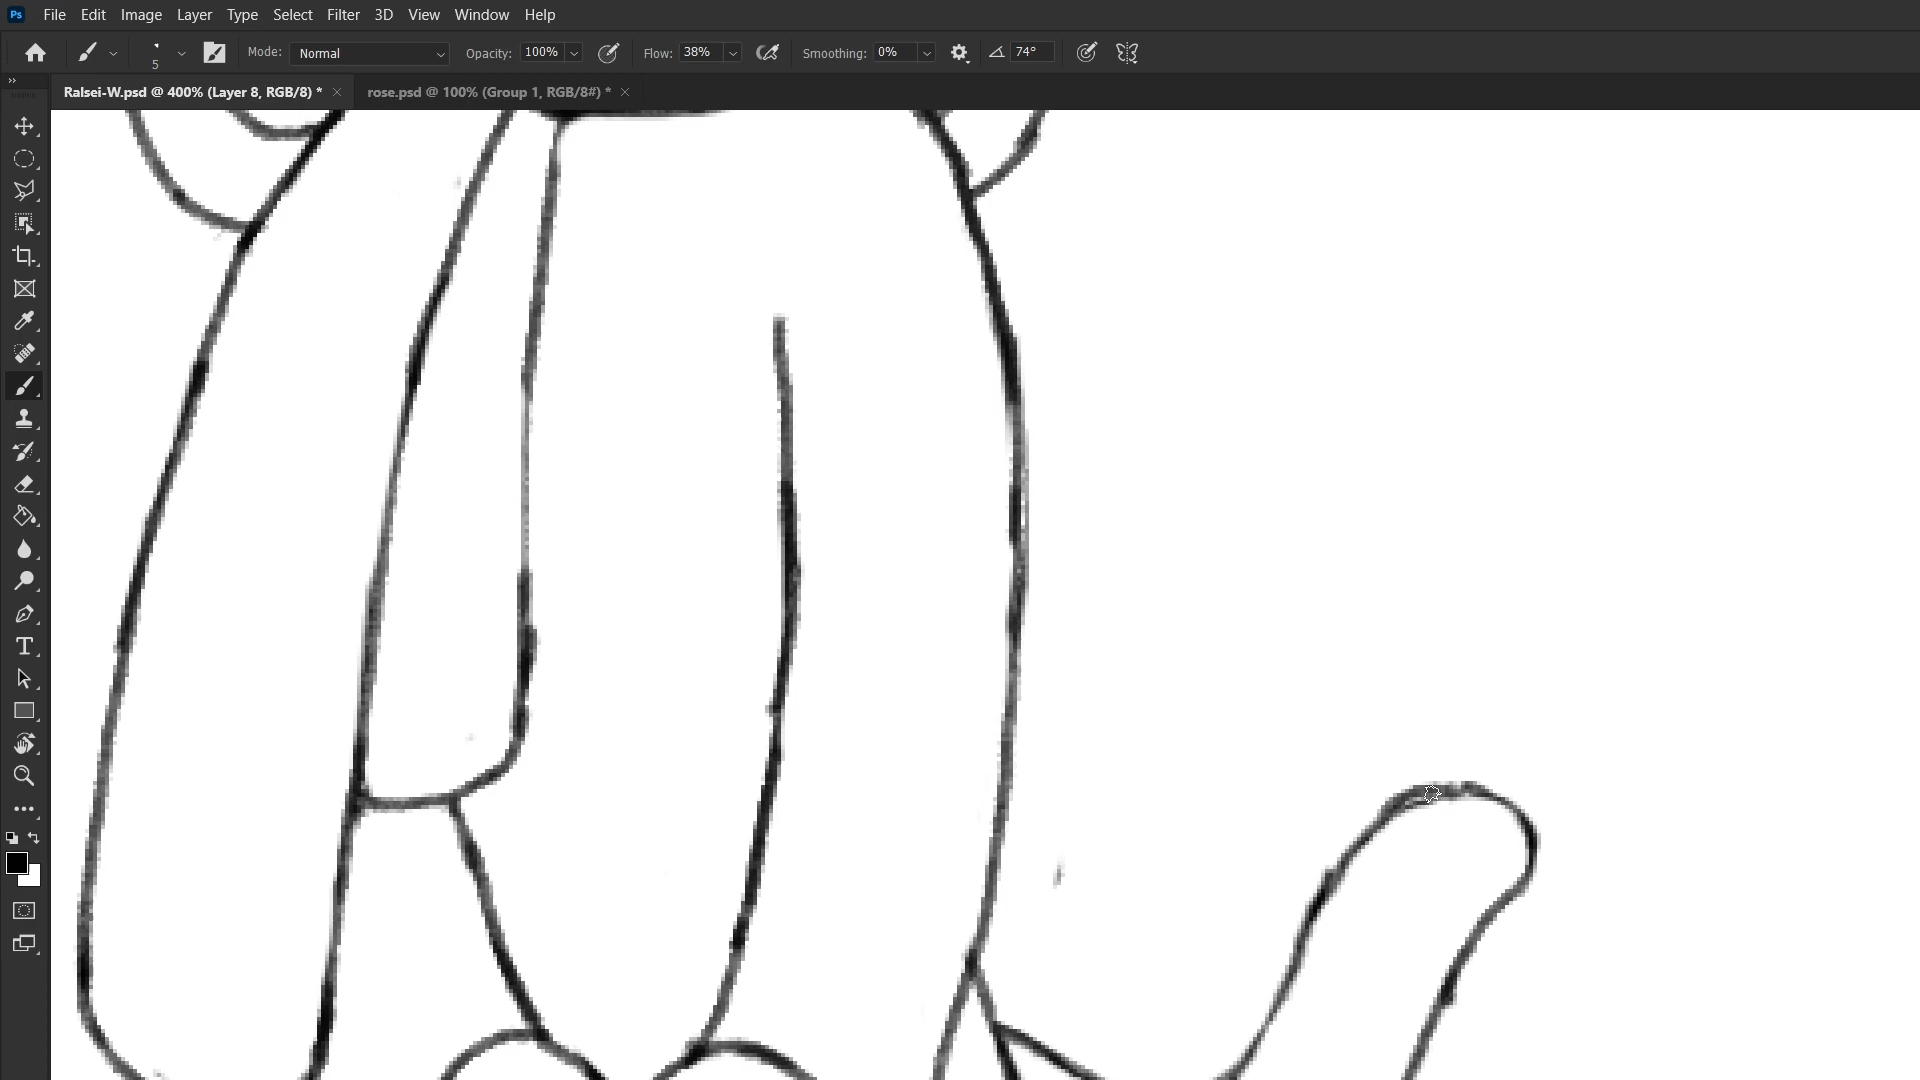 Ps File Edit Image Layer Type Select Filter 3D View Window Help
5 Mode: Normal Opacity: 100% Flow: 38% Smoothing: 0% 74°
Ralsei-W.psd @ 400% (Layer 8, RGB/8) * rose.psd @ 100% (Group 1, RGB/8#) *